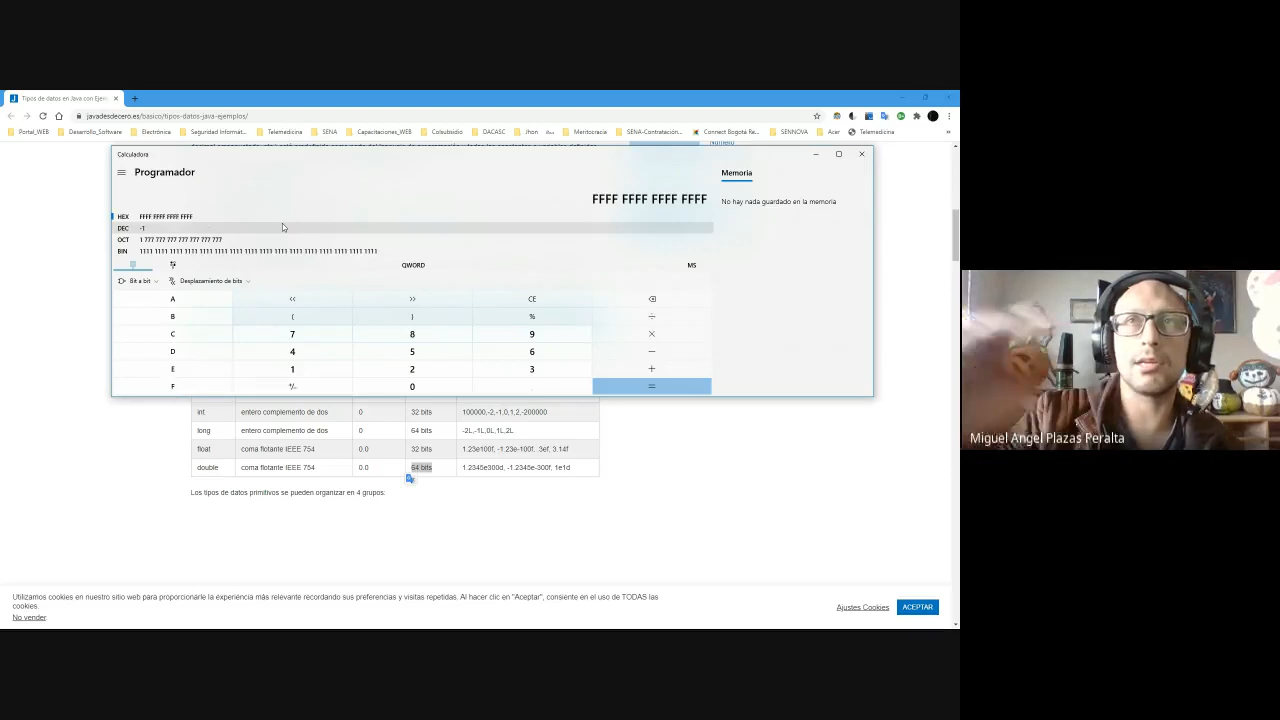 Tipos de datos en Java con Ejem
javadesdecero.es/basico/tipos-datos-java-ejemplos/
Portal_WEB
Desarrollo_Software
Electrónica
Seguridad Informát...
Telemedicina
SENA
Capacitaciones_WEB
Colsubsidio
DACASC
Jhon
Meritocracia
SENA-Contratación...
Connect Bogotá Re...
SENNOVA
Acer
Telemedicina
»
Número
Calculadora
Programador
Memoria
FFFF FFFF FFFF FFFF
No hay nada guardado en la memoria
HEX FFFF FFFF FFFF FFFF
DEC -1
OCT 1 777 777 777 777 777 777 777
BIN 1111 1111 1111 1111 1111 1111 1111 1111 1111 1111 1111 1111 1111 1111 1111 1111
QWORD MS
Bit a bit Desplazamiento de bits
A << >> CE
B ( ) % ÷
C 7 8 9 ×
D 4 5 6 −
E 1 2 3 +
F +/- 0 . =
int entero complemento de dos 0 32 bits 100000,-2,-1.0,1,2,-200000
long entero complemento de dos 0 64 bits -2L,-1L,0L,1L,2L
float coma flotante IEEE 754 0.0 32 bits 1.23e100f, -1.23e-100f, .3ef, 3.14f
double coma flotante IEEE 754 0.0 64 bits 1.2345e300d, -1.2345e-300f, 1e1d
Los tipos de datos primitivos se pueden organizar en 4 grupos:
Utilizamos cookies en nuestro sitio web para proporcionarle la experiencia más relevante recordando sus preferencias y visitas repetidas. Al hacer clic en "Aceptar", consiente en el uso de TODAS las
cookies.
No vender
Ajustes Cookies
ACEPTAR
Miguel Angel Plazas Peralta